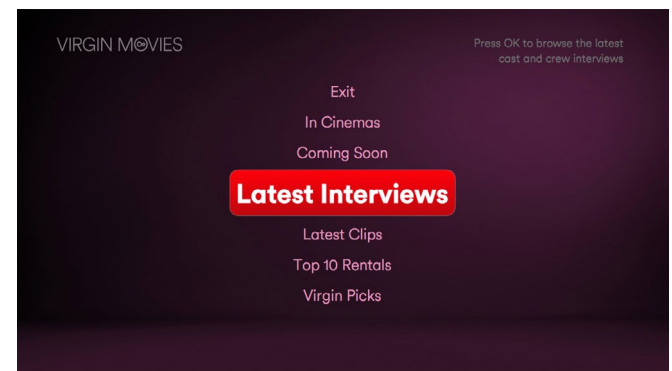 VIRGIN MOVIES
Press OK to browse the latest
cast and crew interviews
Exit
In Cinemas
Coming Soon
Latest Interviews
Latest Clips
Top 10 Rentals
Virgin Picks